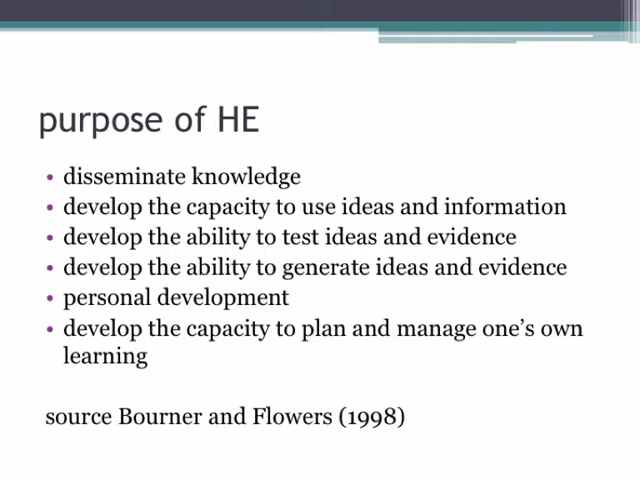 purpose of HE
• disseminate knowledge
• develop the capacity to use ideas and information
• develop the ability to test ideas and evidence
• develop the ability to generate ideas and evidence
• personal development
• develop the capacity to plan and manage one’s own
learning
source Bourner and Flowers (1998)